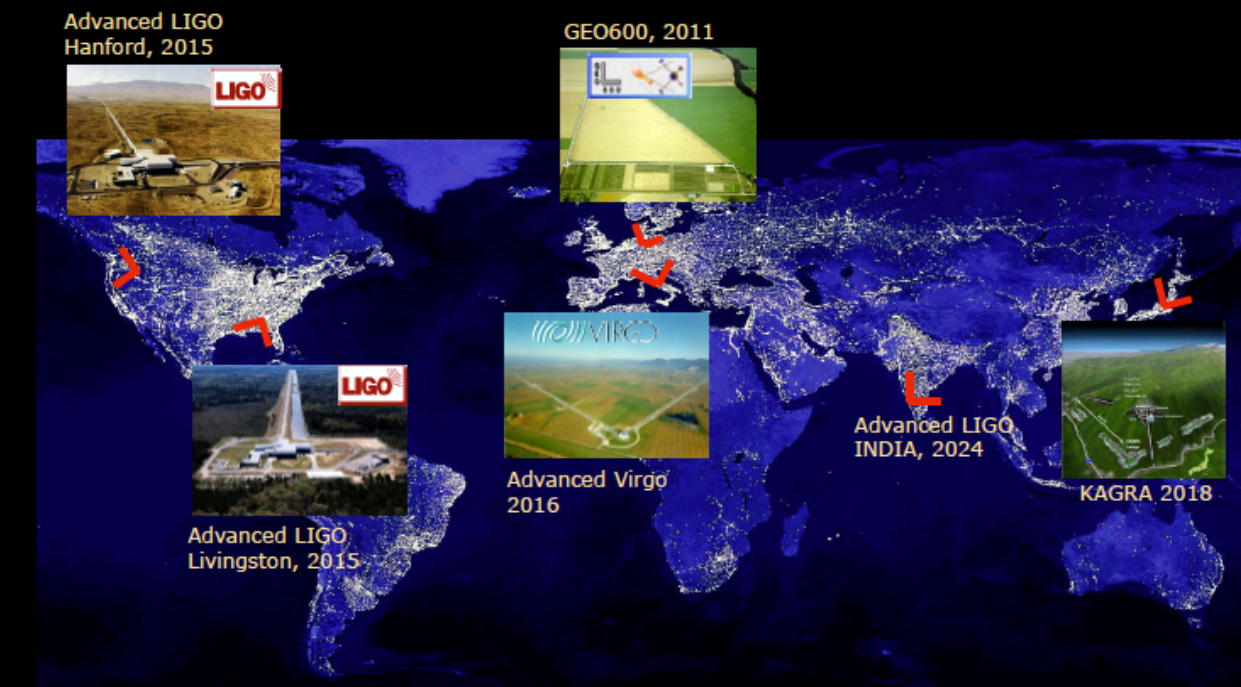 Advanced LIGO
Hanford, 2015
LIGO
GEO600, 2011
LIGO
VIRGO
Advanced LIGO
Livingston, 2015
Advanced Virgo
2016
Advanced LIGO
INDIA, 2024
KAGRA 2018